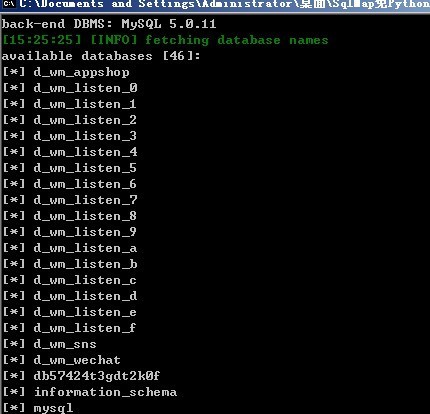 C:\Documents and Settings\Administrator\桌面\SqlMap免Python
back-end DBMS: MySQL 5.0.11
[15:25:25] [INFO] fetching database names
available databases [46]:
[*] d_wm_appshop
[*] d_wm_listen_0
[*] d_wm_listen_1
[*] d_wm_listen_2
[*] d_wm_listen_3
[*] d_wm_listen_4
[*] d_wm_listen_5
[*] d_wm_listen_6
[*] d_wm_listen_7
[*] d_wm_listen_8
[*] d_wm_listen_9
[*] d_wm_listen_a
[*] d_wm_listen_b
[*] d_wm_listen_c
[*] d_wm_listen_d
[*] d_wm_listen_e
[*] d_wm_listen_f
[*] d_wm_sns
[*] d_wm_wechat
[*] db57424t3gdt2k0f
[*] information_schema
[*] mysql